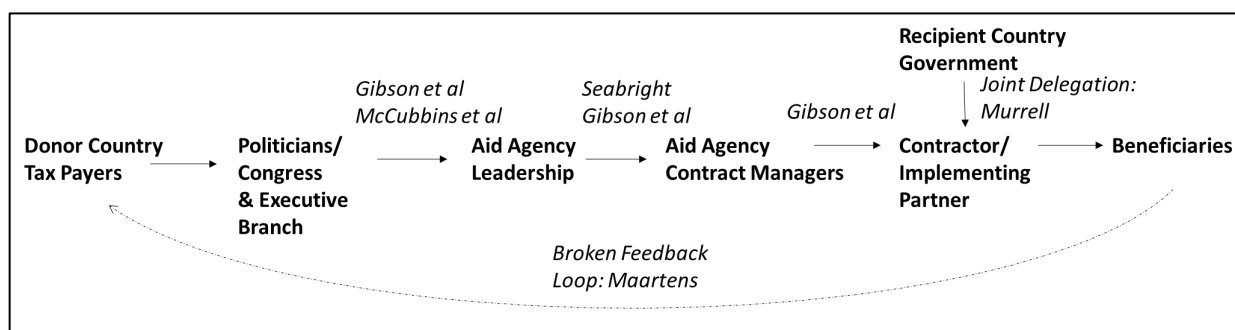 Recipient Country
Government
Gibson et al
McCubbins et al
Seabright
Gibson et al
Gibson et al
Joint Delegation:
Murrell
Donor Country
Tax Payers
Politicians/
Congress
& Executive
Branch
Aid Agency
Leadership
Aid Agency
Contract Managers
Contractor/
Implementing
Partner
Beneficiaries
Broken Feedback
Loop: Maartens